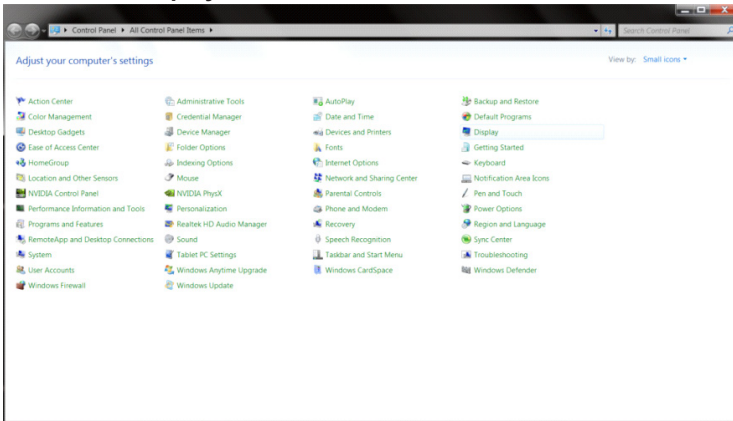 Control Panel ▸ All Control Panel Items ▸
Search Control Panel
Adjust your computer's settings
View by: Small icons
Action Center
Administrative Tools
AutoPlay
Backup and Restore
Color Management
Credential Manager
Date and Time
Default Programs
Desktop Gadgets
Device Manager
Devices and Printers
Display
Ease of Access Center
Folder Options
Fonts
Getting Started
HomeGroup
Indexing Options
Internet Options
Keyboard
Location and Other Sensors
Mouse
Network and Sharing Center
Notification Area Icons
NVIDIA Control Panel
NVIDIA PhysX
Parental Controls
Pen and Touch
Performance Information and Tools
Personalization
Phone and Modem
Power Options
Programs and Features
Realtek HD Audio Manager
Recovery
Region and Language
RemoteApp and Desktop Connections
Sound
Speech Recognition
Sync Center
System
Tablet PC Settings
Taskbar and Start Menu
Troubleshooting
User Accounts
Windows Anytime Upgrade
Windows CardSpace
Windows Defender
Windows Firewall
Windows Update